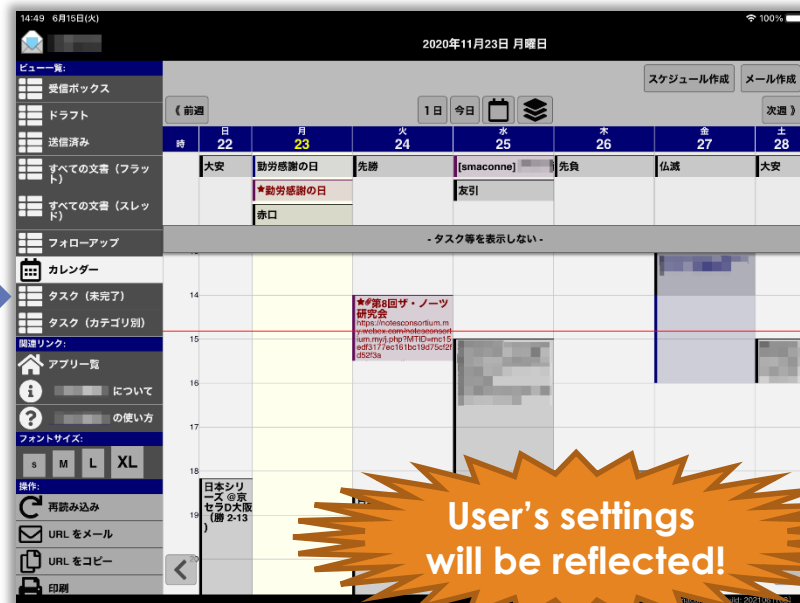 14:49 6月15日(火)
100%
2020年11月23日 月曜日
ビュー一覧:
受信ボックス
ドラフト
送信済み
すべての文書（フラット）
すべての文書（スレッド）
フォローアップ
カレンダー
タスク（未完了）
タスク（カテゴリ別）
関連リンク:
アプリ一覧
について
の使い方
フォントサイズ:
s M L XL
操作:
再読み込み
URL をメール
URL をコピー
印刷
スケジュール作成 メール作成
《 前週 1日 今日 次週 》
時 日 22 月 23 火 24 水 25 木 26 金 27 土 28
大安 勤労感謝の日 先勝 [smaconne] 先負 仏滅 大安
★勤労感謝の日 友引
赤口
- タスク等を表示しない -
14
第8回ザ・ノーツ
研究会
https://notesconsortium.m
y.webex.com/notesconsort
ium.my/j.php?MTID=mc15
edf3177ec161bc19d75cf2f
d52f3a
15
16
17
18
日本シリ
ーズ @京
セラD大阪
(勝 2-13
)
19
20
User's settings
will be reflected!